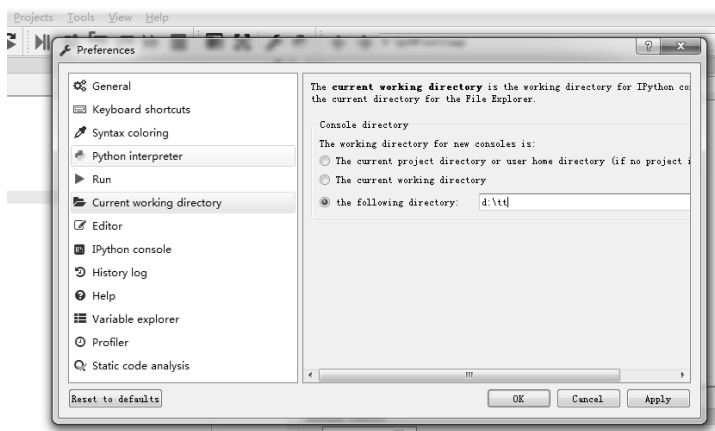 Projects Tools View Help
Preferences
General
Keyboard shortcuts
Syntax coloring
Python interpreter
Run
Current working directory
Editor
IPython console
History log
Help
Variable explorer
Profiler
Static code analysis
The current working directory is the working directory for IPython co
the current directory for the File Explorer.
Console directory
The working directory for new consoles is:
The current project directory or user home directory (if no project i
The current working directory
the following directory: d:\tt
Reset to defaults OK Cancel Apply